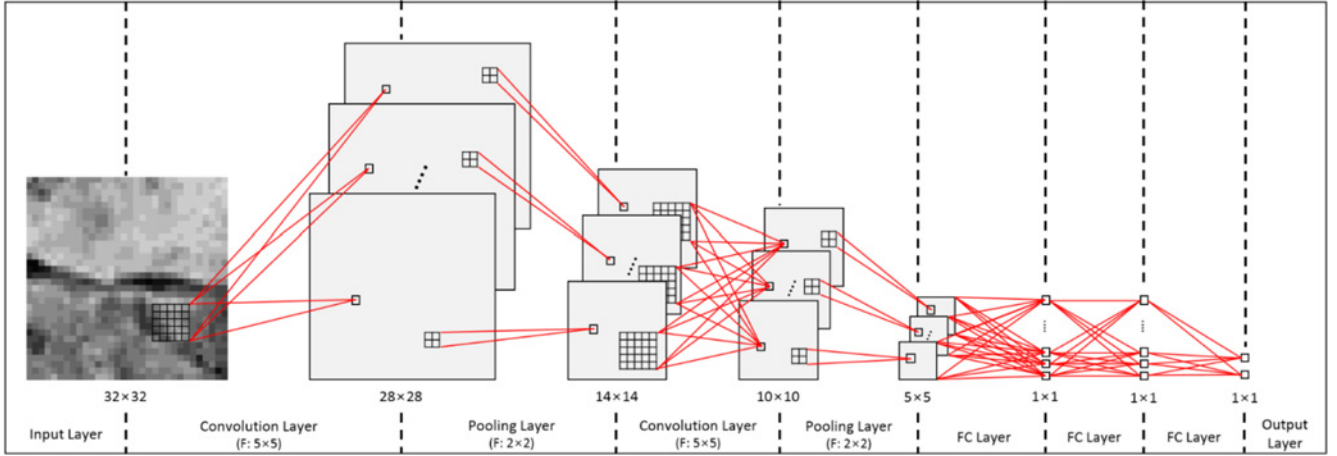 32×32
28×28
14×14
10×10
5×5
1×1
1×1
1×1
Input Layer
Convolution Layer
(F: 5×5)
Pooling Layer
(F: 2×2)
Convolution Layer
(F: 5×5)
Pooling Layer
(F: 2×2)
FC Layer
FC Layer
FC Layer
Output
Layer